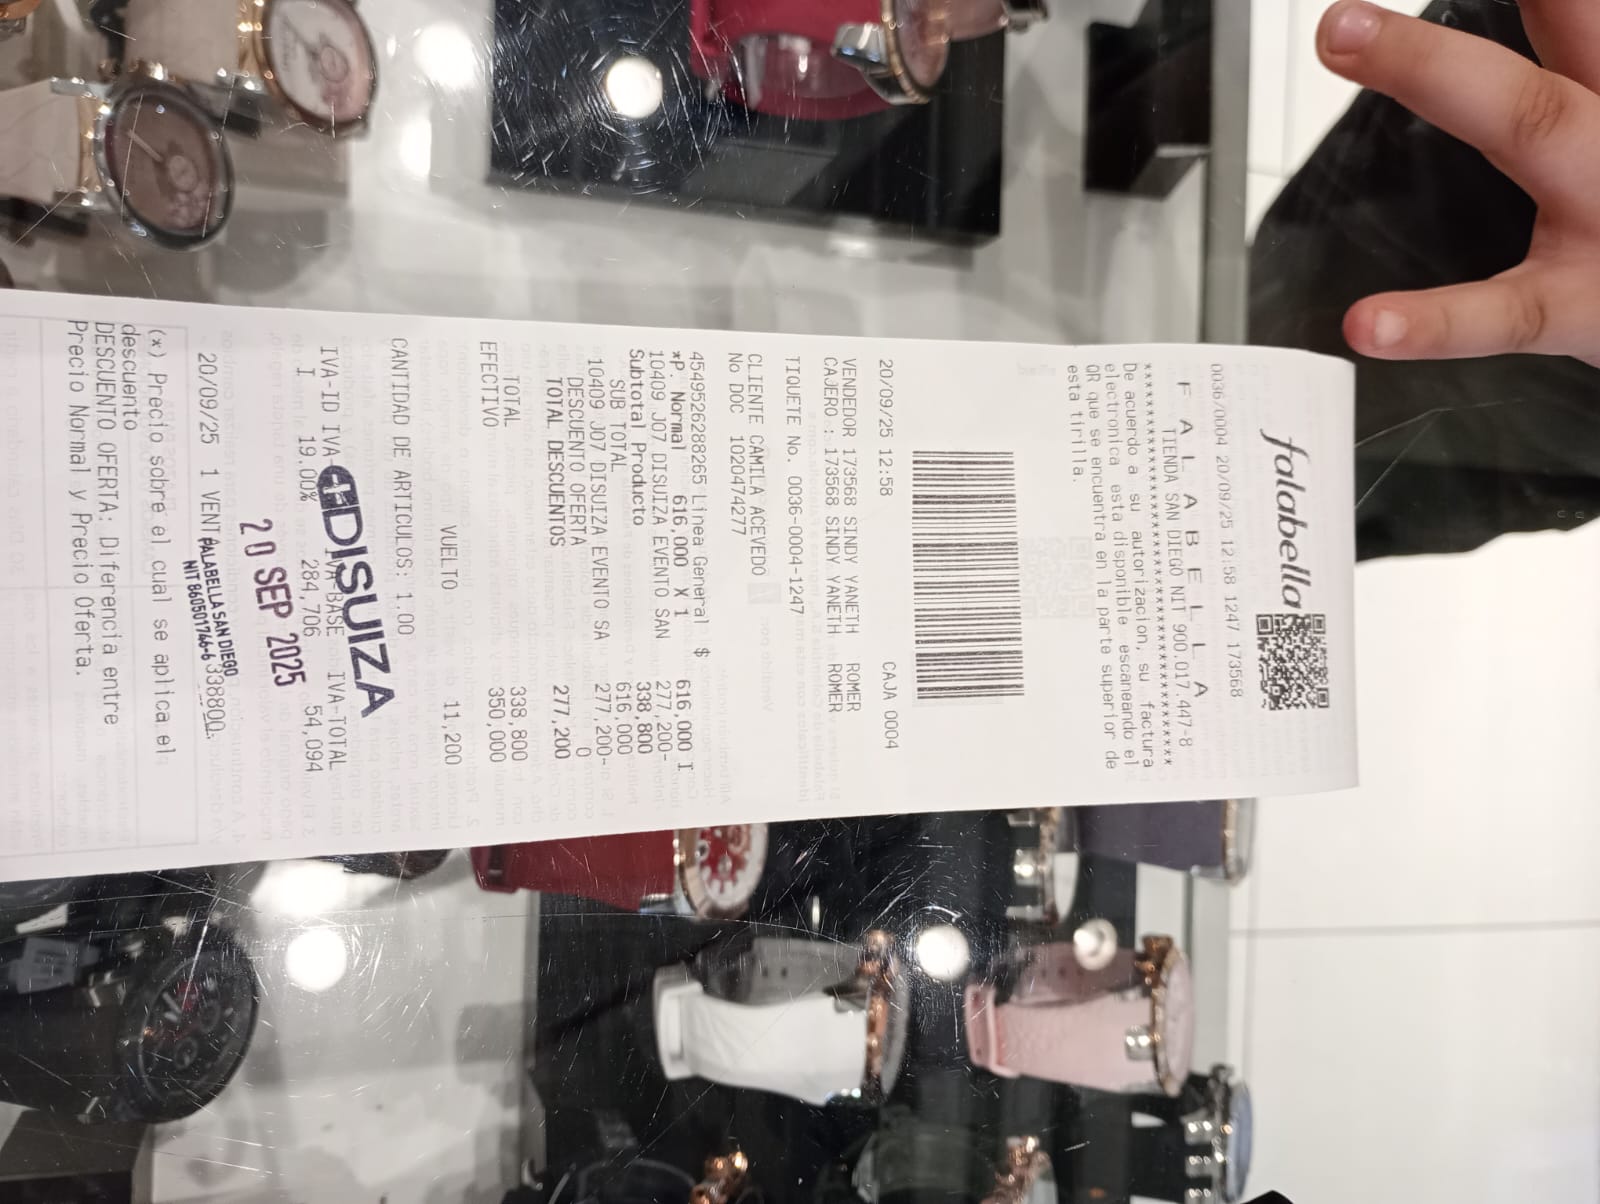 falabella
0036/0004 20/09/25 12:58 1247 173568
F A L A B E L L A
TIENDA SAN DIEGO NIT 900.017.447-8
De acuerdo a su autorizacion, su factura
electronica esta disponible escaneando el
QR que se encuentra en la parte superior de
esta tirilla.
20/09/25 12:58 CAJA 0004
VENDEDOR 173568 SINDY YANETH ROMER
CAJERO : 173568 SINDY YANETH ROMER
TIQUETE No. 0036-0004-1247
CLIENTE CAMILA ACEVEDO
No DOC 1020474277
4549526288265 Linea General $ 616,000 I
*P. Normal 616,000 X 1
10409 J07 DISUIZA EVENTO SAN 277,200-
Subtotal Producto 338,800
SUB TOTAL 616,000
10409 J07 DISUIZA EVENTO SA 277,200-
DESCUENTO OFERTA 0
TOTAL DESCUENTOS 277,200
TOTAL 338,800
EFECTIVO 350,000
VUELTO 11,200
CANTIDAD DE ARTICULOS: 1.00
DISUIZA
IVA-ID IVA- IVA-BASE IVA-TOTAL
I 19.00% 284,706 54,094
20 SEP 2025
20/09/25 1 VENT 338800.
FALABELLA SAN DIEGO
NIT 860501746-6
(*) Precio sobre el cual se aplica el
descuento
DESCUENTO OFERTA: Diferencia entre
Precio Normal y Precio Oferta.